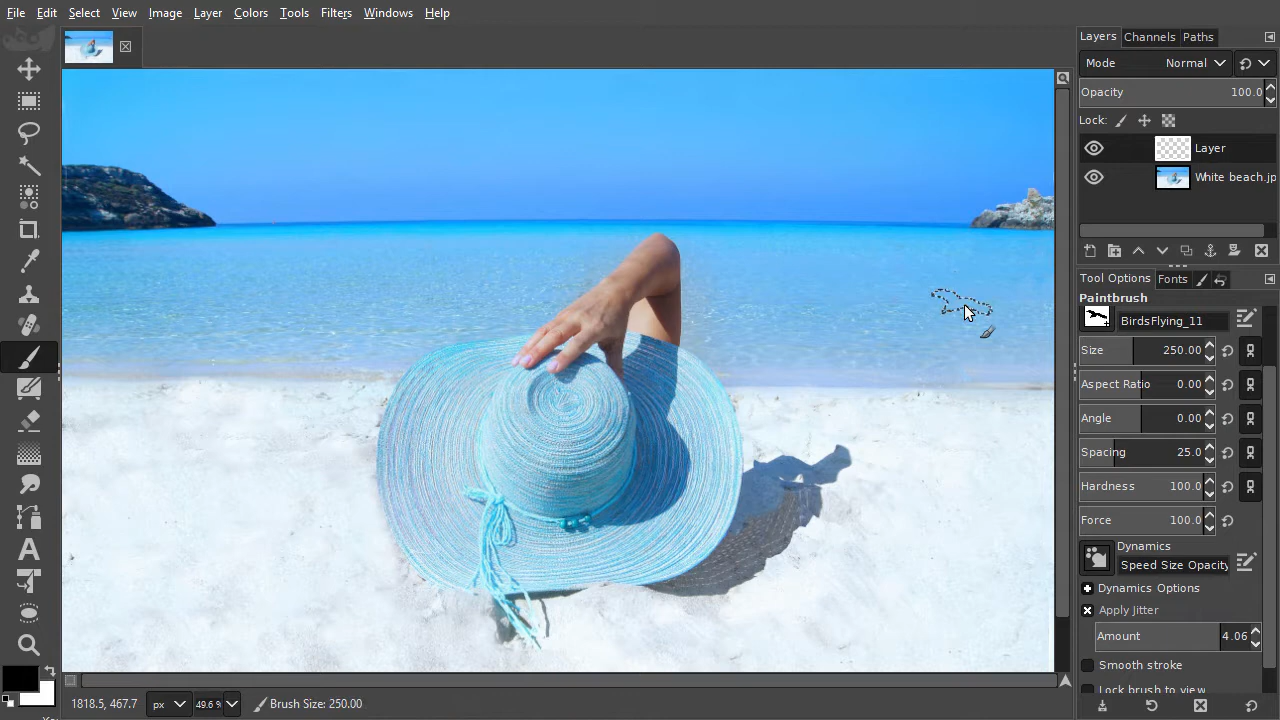 File Edit Select View Image Layer Colors Tools Filters Windows Help
Layers Channels Paths
Mode Normal
Opacity 100.0
Lock:
Layer
White beach.jp
Tool Options Fonts
Paintbrush
BirdsFlying_11
Size 250.00
Aspect Ratio 0.00
Angle 0.00
Spacing 25.0
Hardness 100.0
Force 100.0
Dynamics
Speed Size Opacity
Dynamics Options
Apply Jitter
Amount 4.06
Smooth stroke
Lock brush to view
1818.5, 467.7 px 49.6 % Brush Size: 250.00